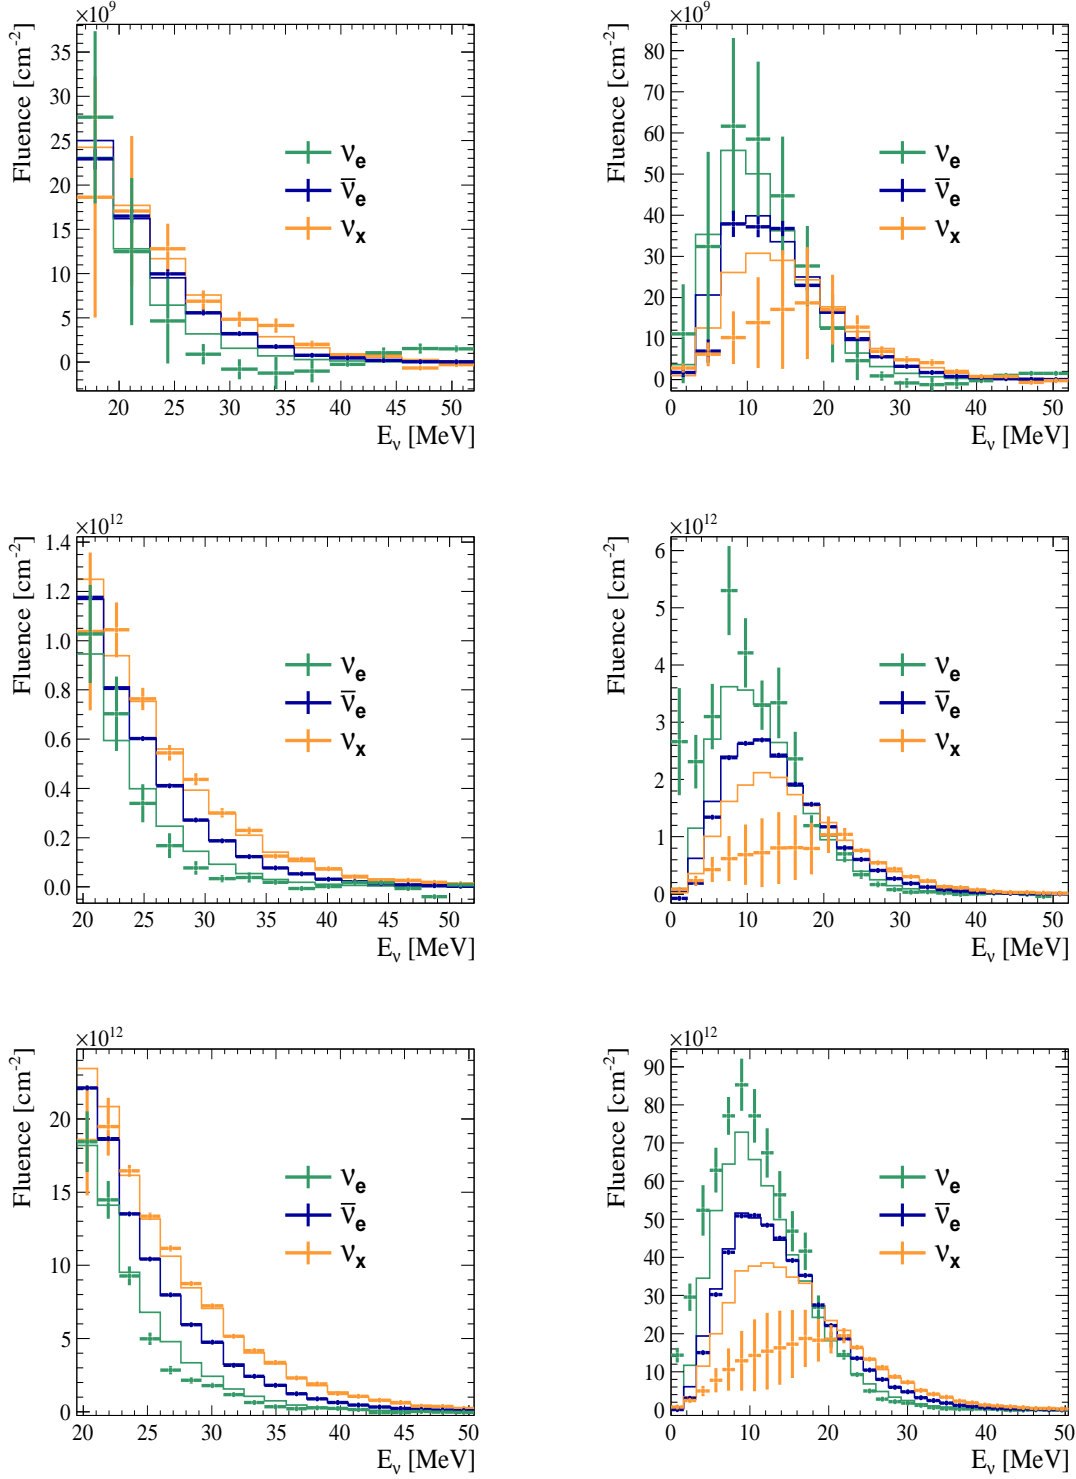 ×10⁹
Fluence [cm⁻²]
35
30
25
20
15
10
5
0
νe
ν̅e
νx
20 25 30 35 40 45 50
Eν [MeV]
×10⁹
Fluence [cm⁻²]
80
70
60
50
40
30
20
10
0
νe
ν̅e
νx
0 10 20 30 40 50
Eν [MeV]
×10¹²
Fluence [cm⁻²]
1.4
1.2
1.0
0.8
0.6
0.4
0.2
0.0
νe
ν̅e
νx
20 25 30 35 40 45 50
Eν [MeV]
×10¹²
Fluence [cm⁻²]
6
5
4
3
2
1
0
νe
ν̅e
νx
0 10 20 30 40 50
Eν [MeV]
×10¹²
Fluence [cm⁻²]
20
15
10
5
0
νe
ν̅e
νx
20 25 30 35 40 45 50
Eν [MeV]
×10¹²
Fluence [cm⁻²]
90
80
70
60
50
40
30
20
10
0
νe
ν̅e
νx
0 10 20 30 40 50
Eν [MeV]